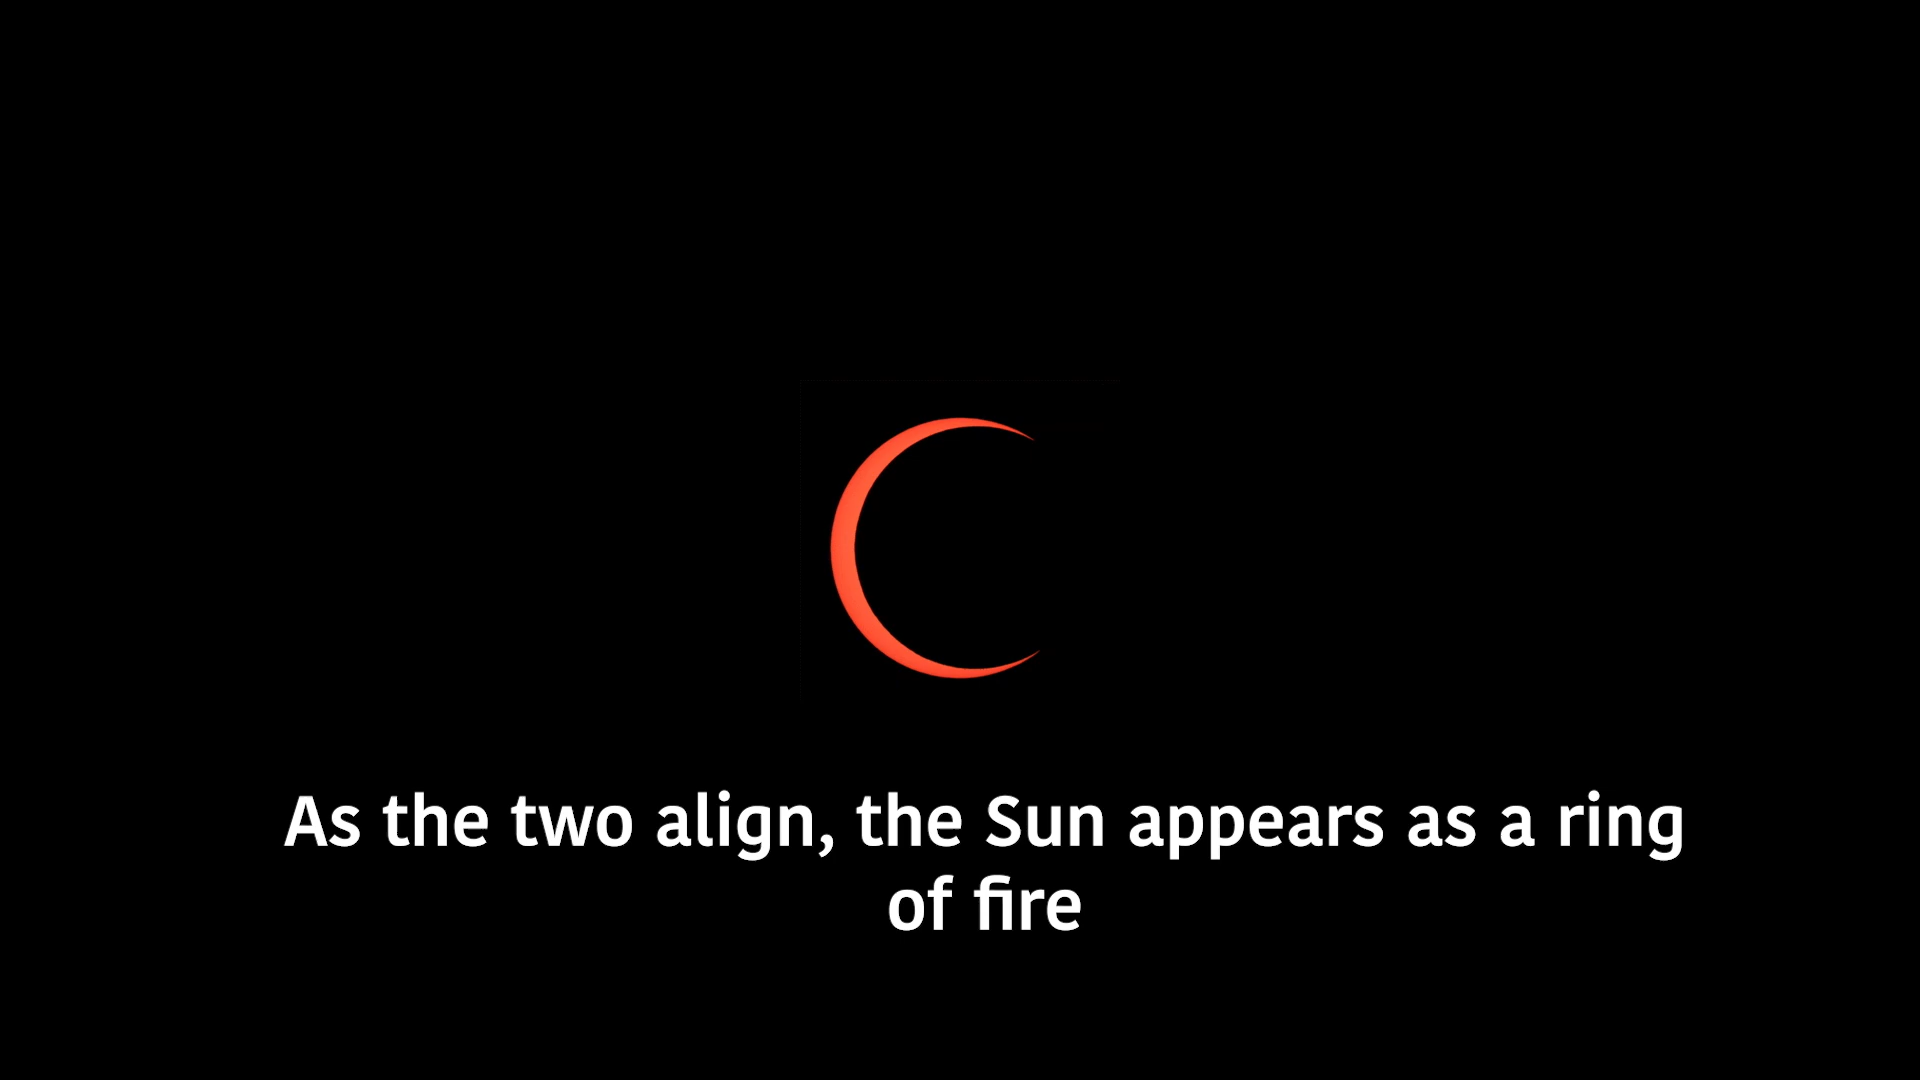 As the two align, the Sun appears as a ring
of fire